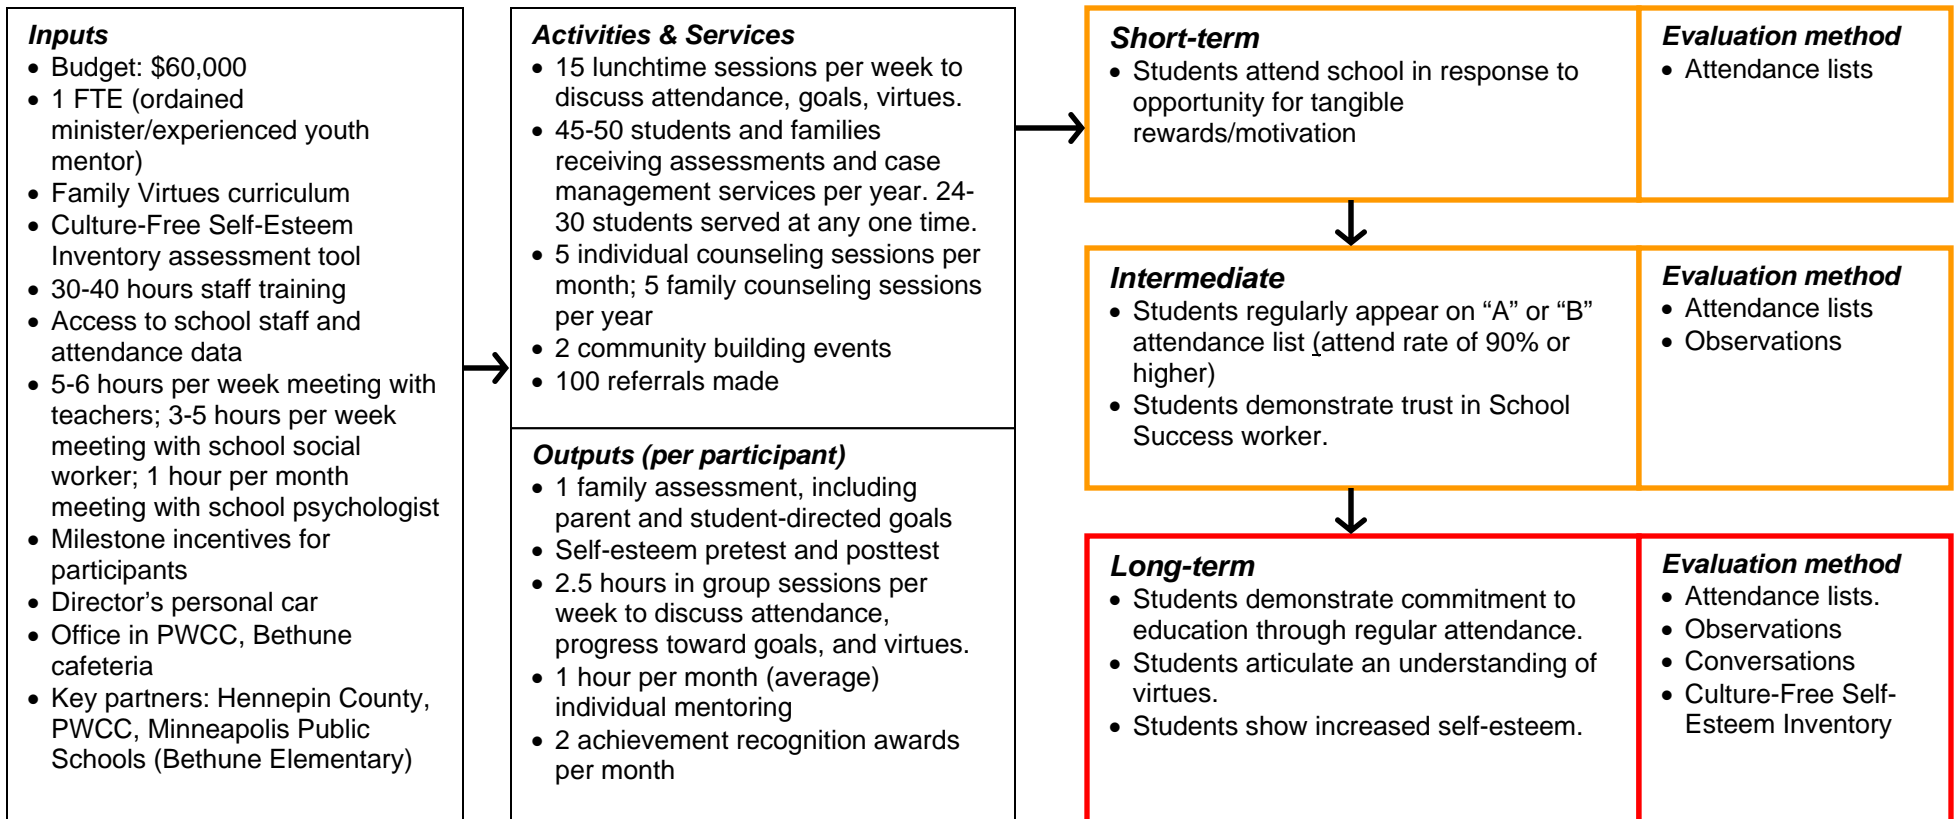 Inputs
• Budget: $60,000
• 1 FTE (ordained
minister/experienced youth
mentor)
• Family Virtues curriculum
• Culture-Free Self-Esteem
Inventory assessment tool
• 30-40 hours staff training
• Access to school staff and
attendance data
• 5-6 hours per week meeting with
teachers; 3-5 hours per week
meeting with school social
worker; 1 hour per month
meeting with school psychologist
• Milestone incentives for
participants
• Director's personal car
• Office in PWCC, Bethune
cafeteria
• Key partners: Hennepin County,
PWCC, Minneapolis Public
Schools (Bethune Elementary)
Activities & Services
• 15 lunchtime sessions per week to
discuss attendance, goals, virtues.
• 45-50 students and families
receiving assessments and case
management services per year. 24-
30 students served at any one time.
• 5 individual counseling sessions per
month; 5 family counseling sessions
per year
• 2 community building events
• 100 referrals made
Outputs (per participant)
• 1 family assessment, including
parent and student-directed goals
• Self-esteem pretest and posttest
• 2.5 hours in group sessions per
week to discuss attendance,
progress toward goals, and virtues.
• 1 hour per month (average)
individual mentoring
• 2 achievement recognition awards
per month
Short-term
• Students attend school in response to
opportunity for tangible
rewards/motivation
Evaluation method
• Attendance lists
Intermediate
• Students regularly appear on “A” or “B”
attendance list (attend rate of 90% or
higher)
• Students demonstrate trust in School
Success worker.
Evaluation method
• Attendance lists
• Observations
Long-term
• Students demonstrate commitment to
education through regular attendance.
• Students articulate an understanding of
virtues.
• Students show increased self-esteem.
Evaluation method
• Attendance lists.
• Observations
• Conversations
• Culture-Free Self-
Esteem Inventory